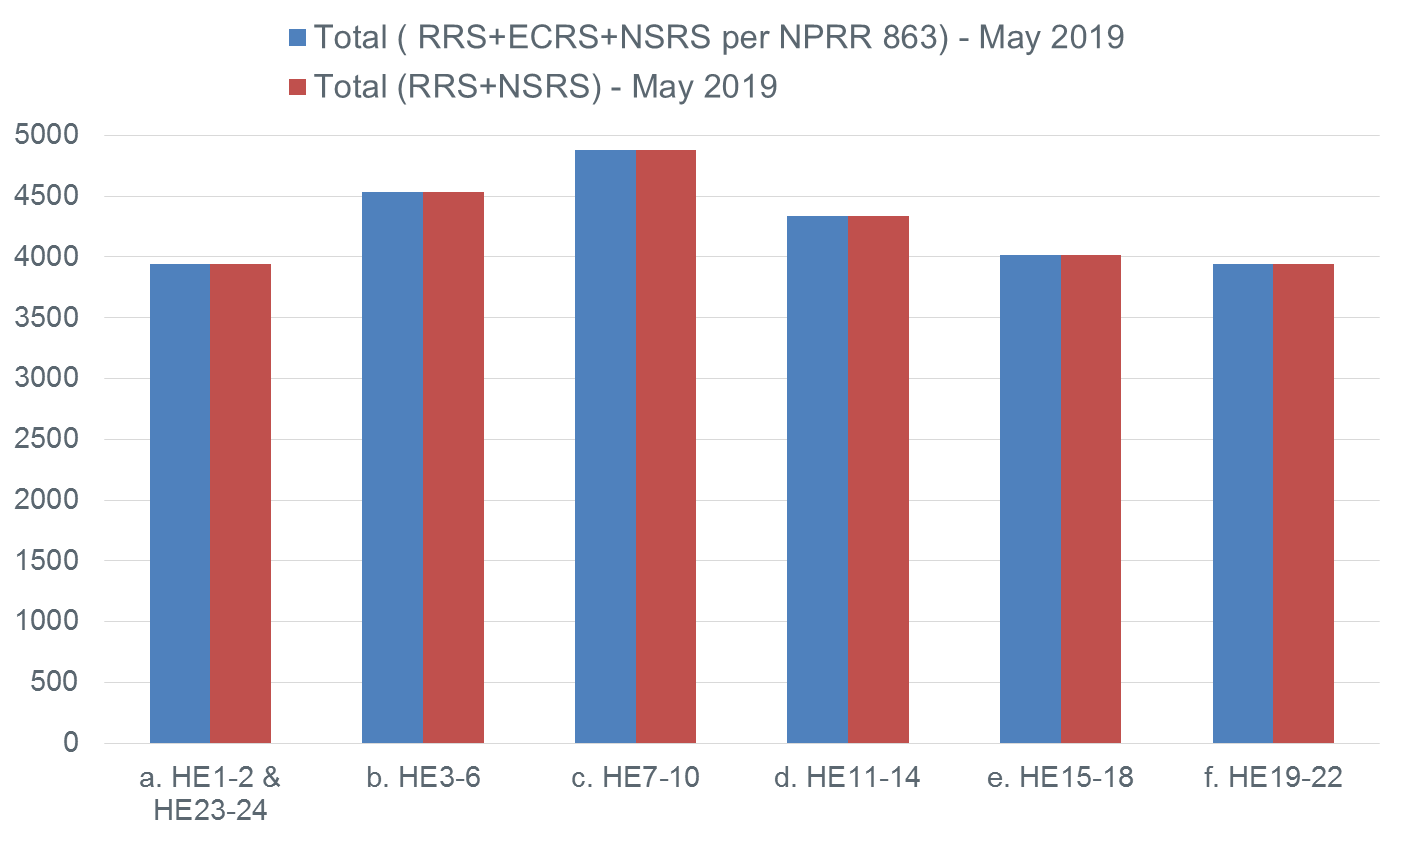 Total ( RRS+ECRS+NSRS per NPRR 863) - May 2019
Total (RRS+NSRS) - May 2019
5000
4500
4000
3500
3000
2500
2000
1500
1000
500
0
a. HE1-2 &
HE23-24
b. HE3-6
c. HE7-10
d. HE11-14
e. HE15-18
f. HE19-22